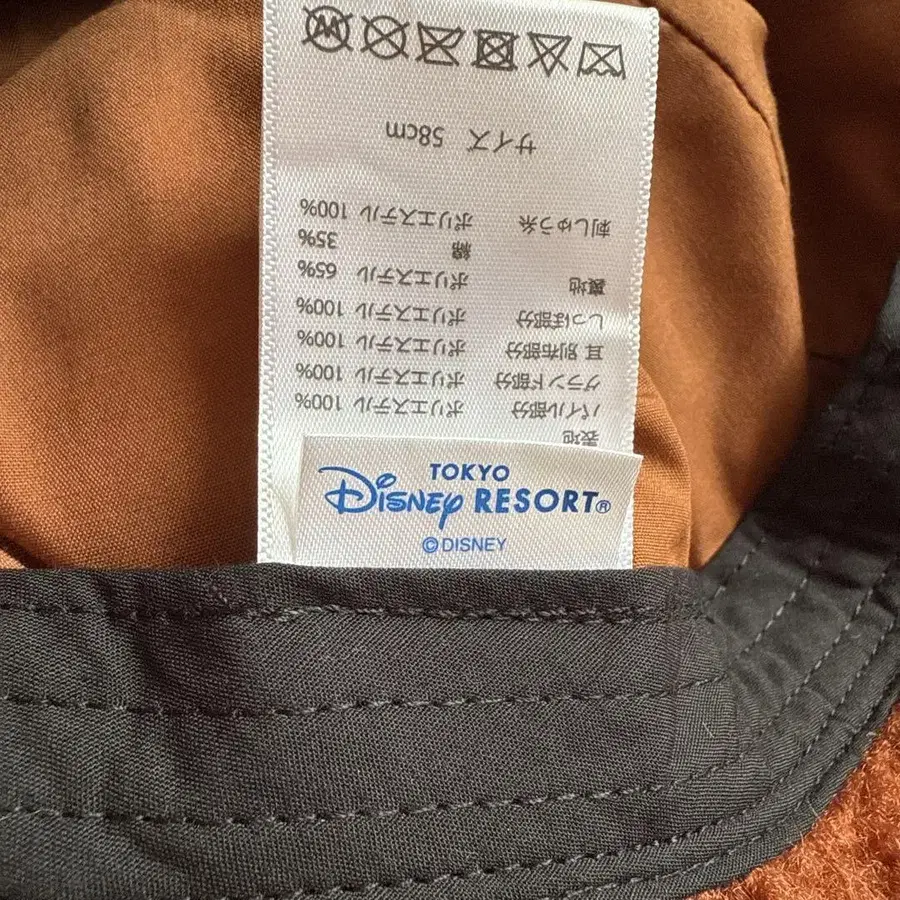 TOKYO
Disney RESORT®
©DISNEY
表地
パイル部分 ポリエステル 100%
グランド部分 ポリエステル 100%
耳 別布部分 ポリエステル 100%
しっぽ部分 ポリエステル 100%
裏地 ポリエステル 65%
綿 35%
刺しゅう糸 ポリエステル 100%
サイズ 58cm